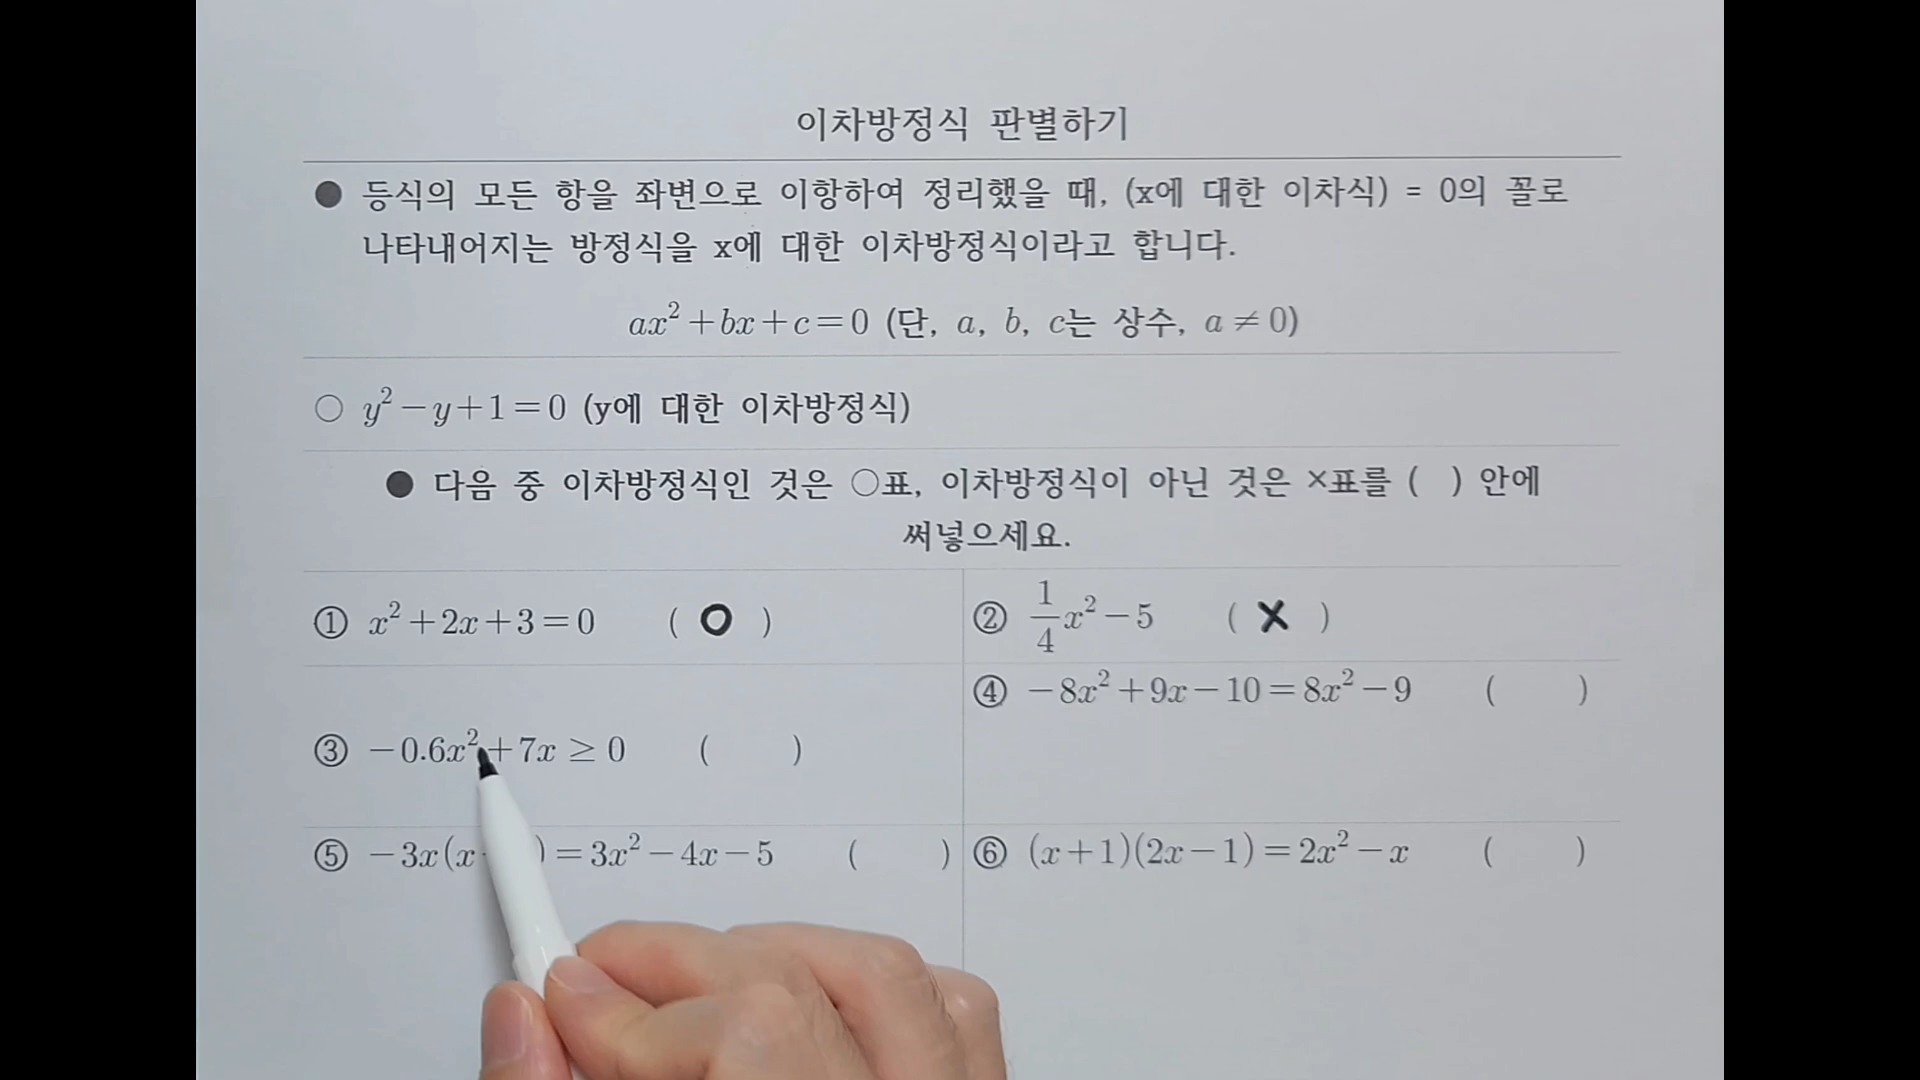 이차방정식 판별하기
● 등식의 모든 항을 좌변으로 이항하여 정리했을 때, (x에 대한 이차식) = 0의 꼴로
나타내어지는 방정식을 x에 대한 이차방정식이라고 합니다.
ax²+bx+c=0 (단, a, b, c는 상수, a≠0)
○ y²-y+1=0 (y에 대한 이차방정식)
● 다음 중 이차방정식인 것은 ○표, 이차방정식이 아닌 것은 ×표를 ( ) 안에
써넣으세요.
① x²+2x+3=0 ( O )
② 1/4x²-5 ( X )
③ -0.6x²+7x≥0 ( )
④ -8x²+9x-10=8x²-9 ( )
⑤ -3x(x )=3x²-4x-5 ( )
⑥ (x+1)(2x-1)=2x²-x ( )